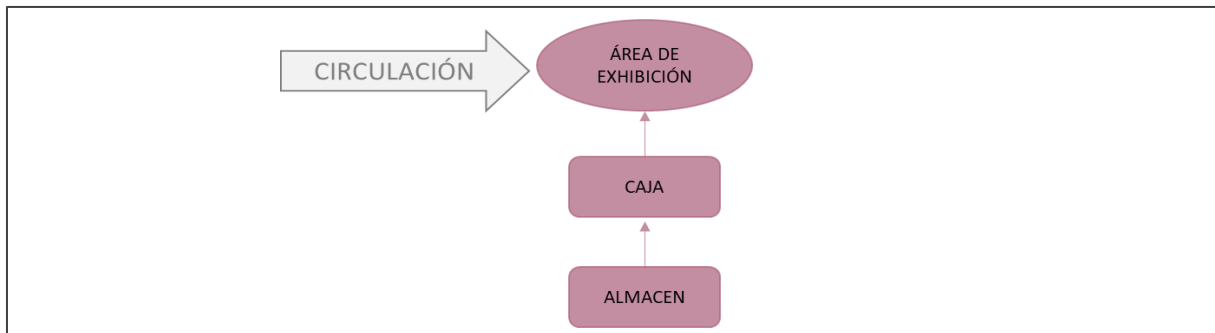 CIRCULACIÓN
ÁREA DE
EXHIBICIÓN
CAJA
ALMACEN